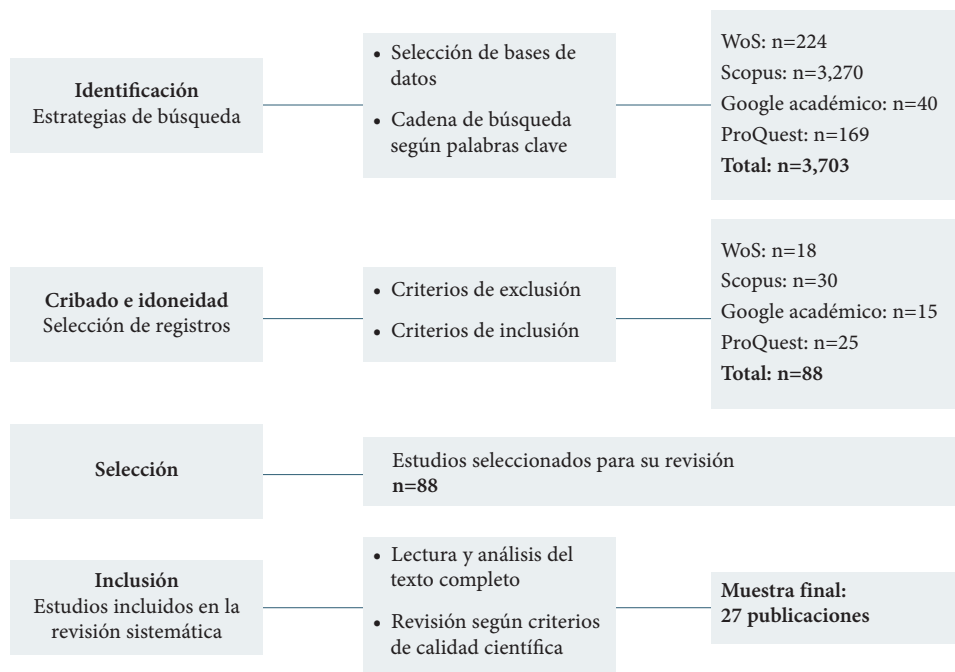 Identificación
Estrategias de búsqueda
• Selección de bases de
datos
• Cadena de búsqueda
según palabras clave
WoS: n=224
Scopus: n=3,270
Google académico: n=40
ProQuest: n=169
Total: n=3,703
Cribado e idoneidad
Selección de registros
• Criterios de exclusión
• Criterios de inclusión
WoS: n=18
Scopus: n=30
Google académico: n=15
ProQuest: n=25
Total: n=88
Selección
Estudios seleccionados para su revisión
n=88
Inclusión
Estudios incluidos en la
revisión sistemática
• Lectura y análisis del
texto completo
• Revisión según criterios
de calidad científica
Muestra final:
27 publicaciones